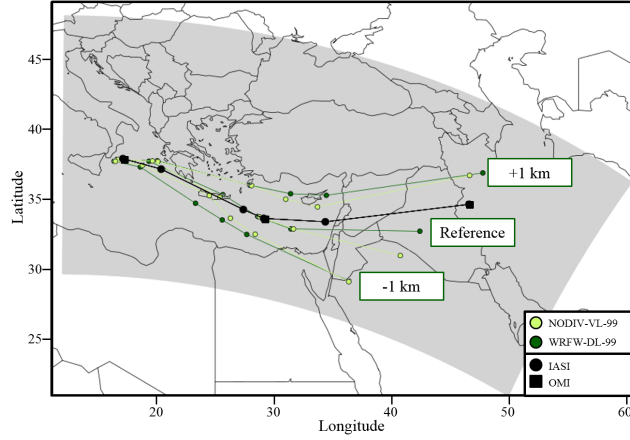 45
40
35
30
25
Latitude
+1 km
Reference
-1 km
NODIV-VL-99
WRFW-DL-99
IASI
OMI
20
30
40
50
60
Longitude